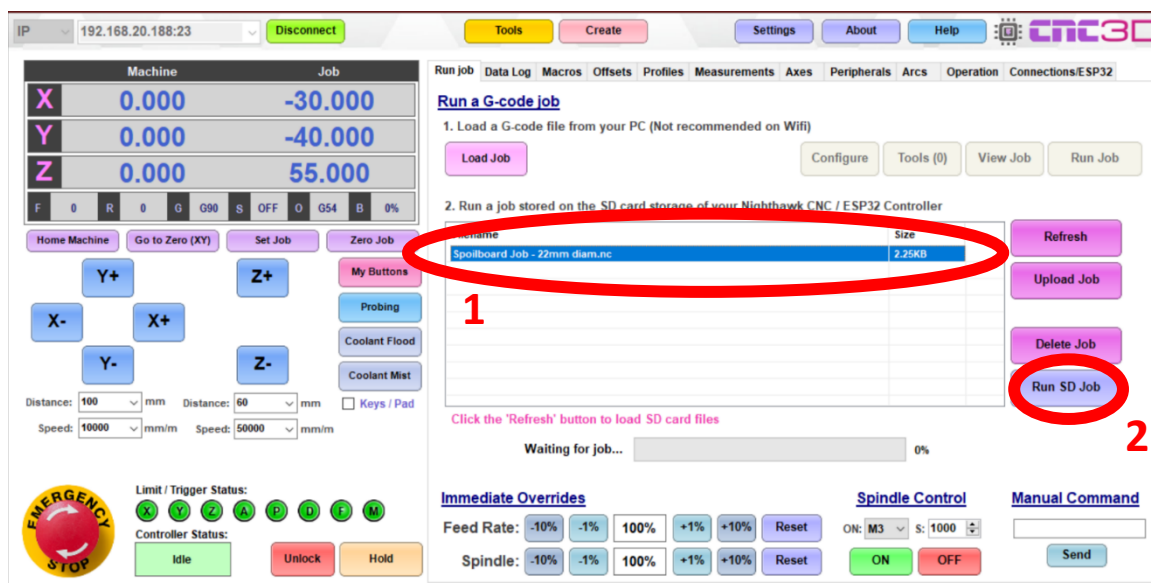 IP 192.168.20.188:23 Disconnect Tools Create Settings About Help CNC3D
Machine Job
X 0.000 -30.000
Y 0.000 -40.000
Z 0.000 55.000
F 0 R 0 G G90 S OFF O G54 B 0%
Home Machine Go to Zero (XY) Set Job Zero Job
Y+ Z+ My Buttons
Probing
X- X+
Coolant Flood
Y- Z-
Coolant Mist
Distance: 100 mm Distance: 60 mm Keys / Pad
Speed: 10000 mm/m Speed: 50000 mm/m
EMERGENCY STOP
Limit / Trigger Status:
X Y Z A P D F M
Controller Status:
Idle Unlock Hold
Run job Data Log Macros Offsets Profiles Measurements Axes Peripherals Arcs Operation Connections/ESP32
Run a G-code job
1. Load a G-code file from your PC (Not recommended on Wifi)
Load Job Configure Tools (0) View Job Run Job
2. Run a job stored on the SD card storage of your Nighthawk CNC / ESP32 Controller
Size Refresh
Spoilboard Job - 22mm diam.nc 2.25KB
1
Upload Job
Delete Job
Run SD Job
2
Click the 'Refresh' button to load SD card files
Waiting for job... 0%
Immediate Overrides
Feed Rate: -10% -1% 100% +1% +10% Reset
Spindle: -10% -1% 100% +1% +10% Reset
Spindle Control
ON: M3 S: 1000
ON OFF
Manual Command
Send